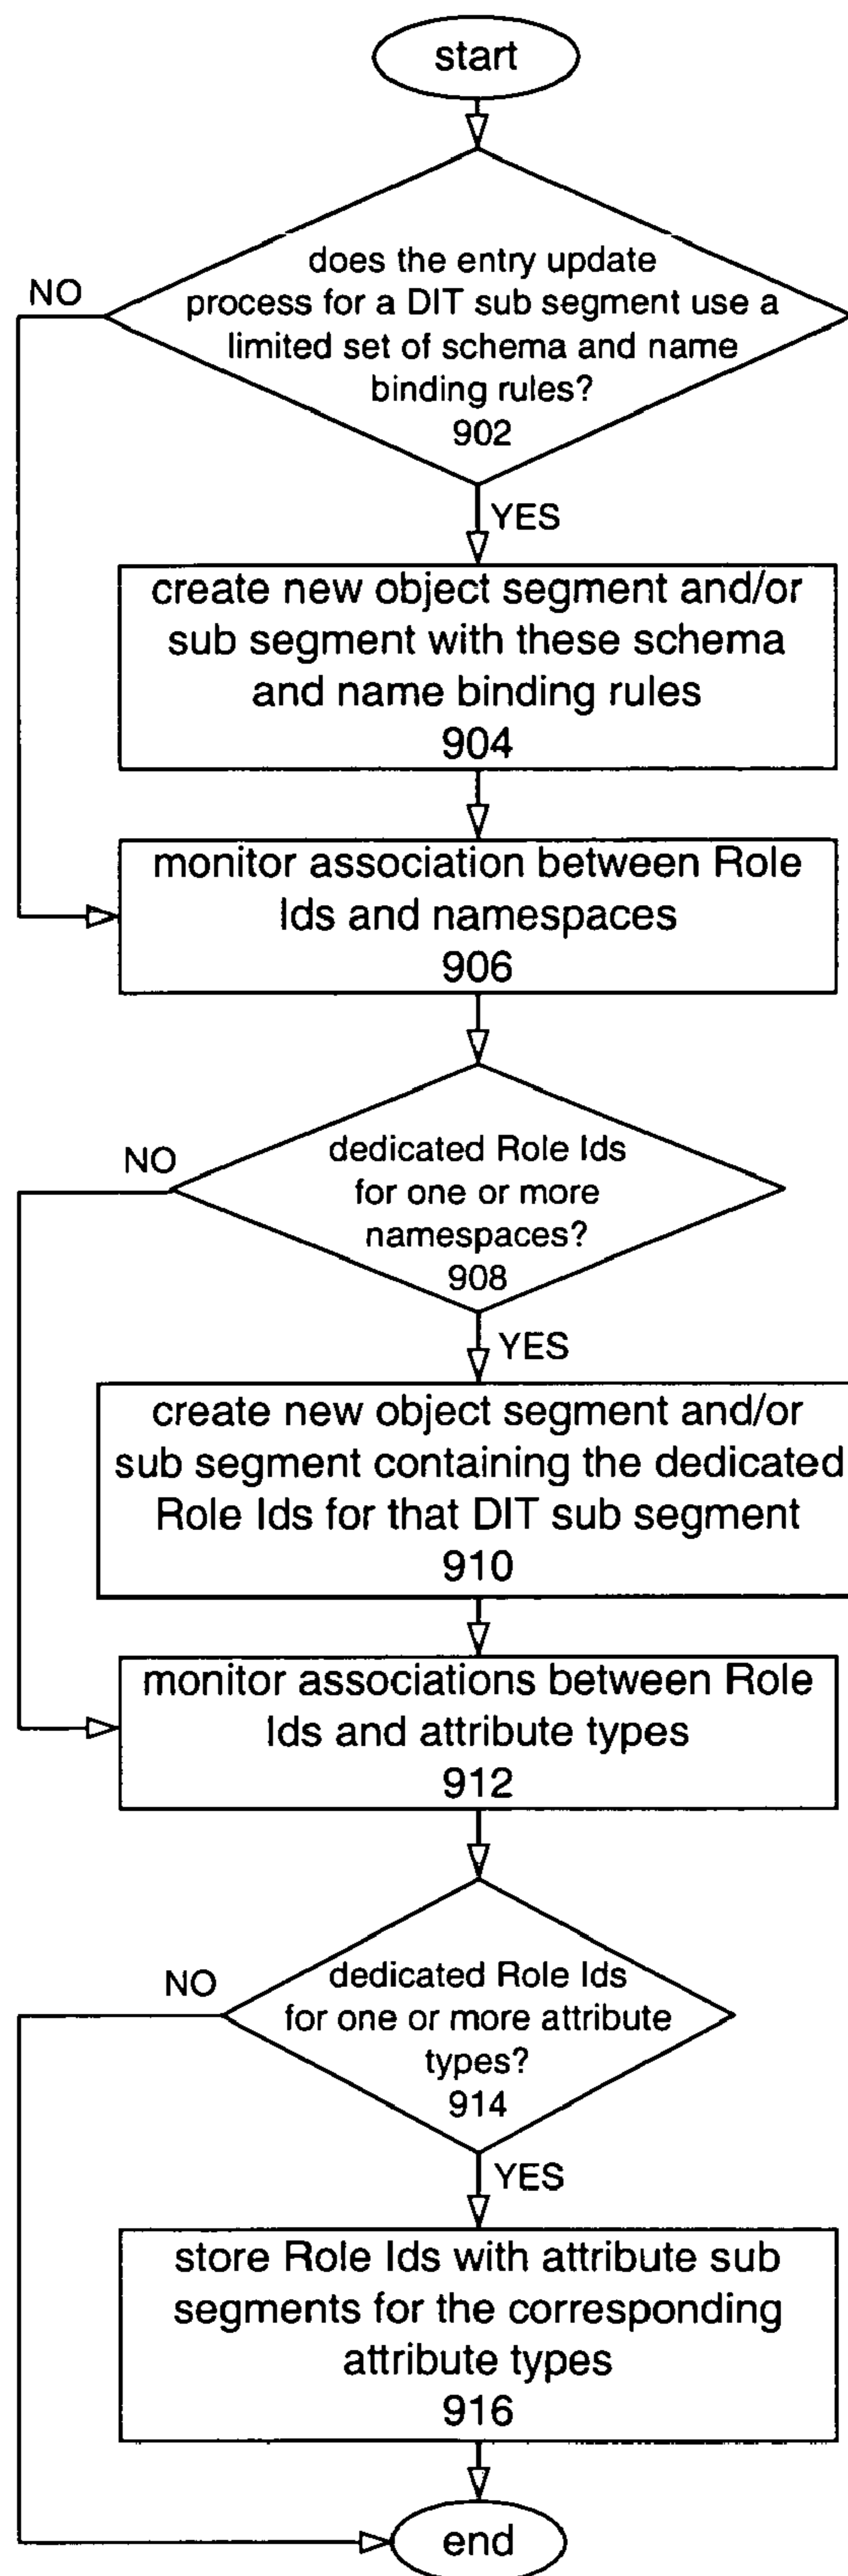 start
does the entry update
process for a DIT sub segment use a
limited set of schema and name
binding rules?
902
NO
YES
create new object segment and/or
sub segment with these schema
and name binding rules
904
monitor association between Role
Ids and namespaces
906
dedicated Role Ids
for one or more
namespaces?
908
NO
YES
create new object segment and/or
sub segment containing the dedicated
Role Ids for that DIT sub segment
910
monitor associations between Role
Ids and attribute types
912
dedicated Role Ids
for one or more attribute
types?
914
NO
YES
store Role Ids with attribute sub
segments for the corresponding
attribute types
916
end